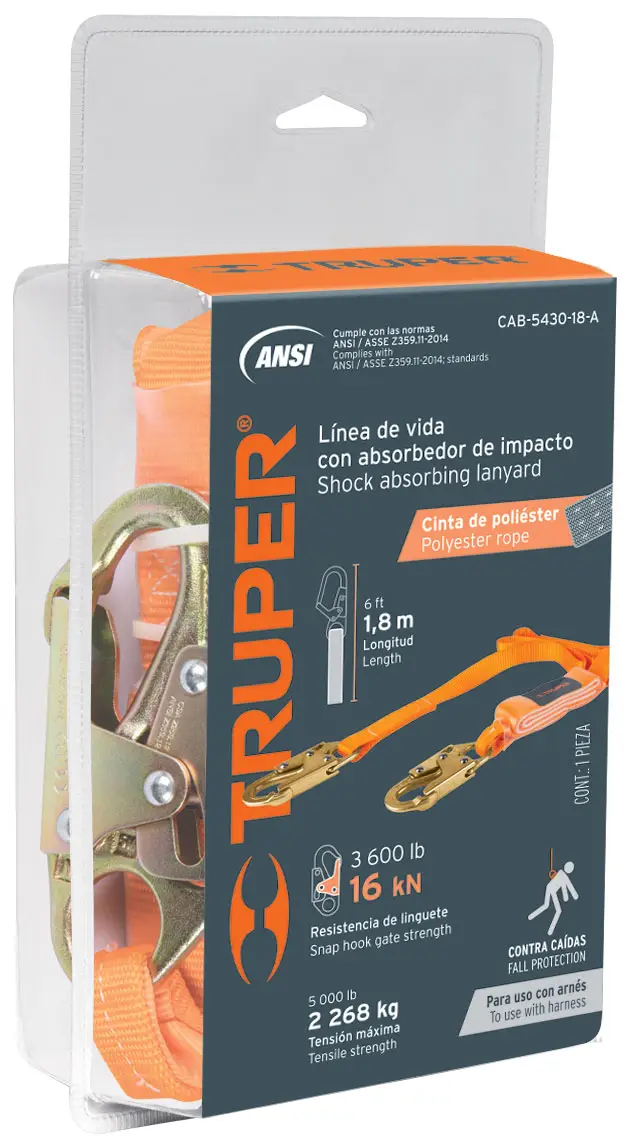 TRUPER
CAB-5430-18-A
ANSI
Cumple con las normas
ANSI / ASSE Z359.11-2014
Complies with
ANSI / ASSE Z359.11-2014; standards
TRUPER®
Línea de vida
con absorbedor de impacto
Shock absorbing lanyard
Cinta de poliéster
Polyester rope
6 ft
1,8 m
Longitud
Length
TRUPER
CONT.: 1 PIEZA
3 600 lb
16 kN
Resistencia de linguete
Snap hook gate strength
CONTRA CAÍDAS
FALL PROTECTION
5 000 lb
2 268 kg
Tensión máxima
Tensile strength
Para uso con arnés
To use with harness